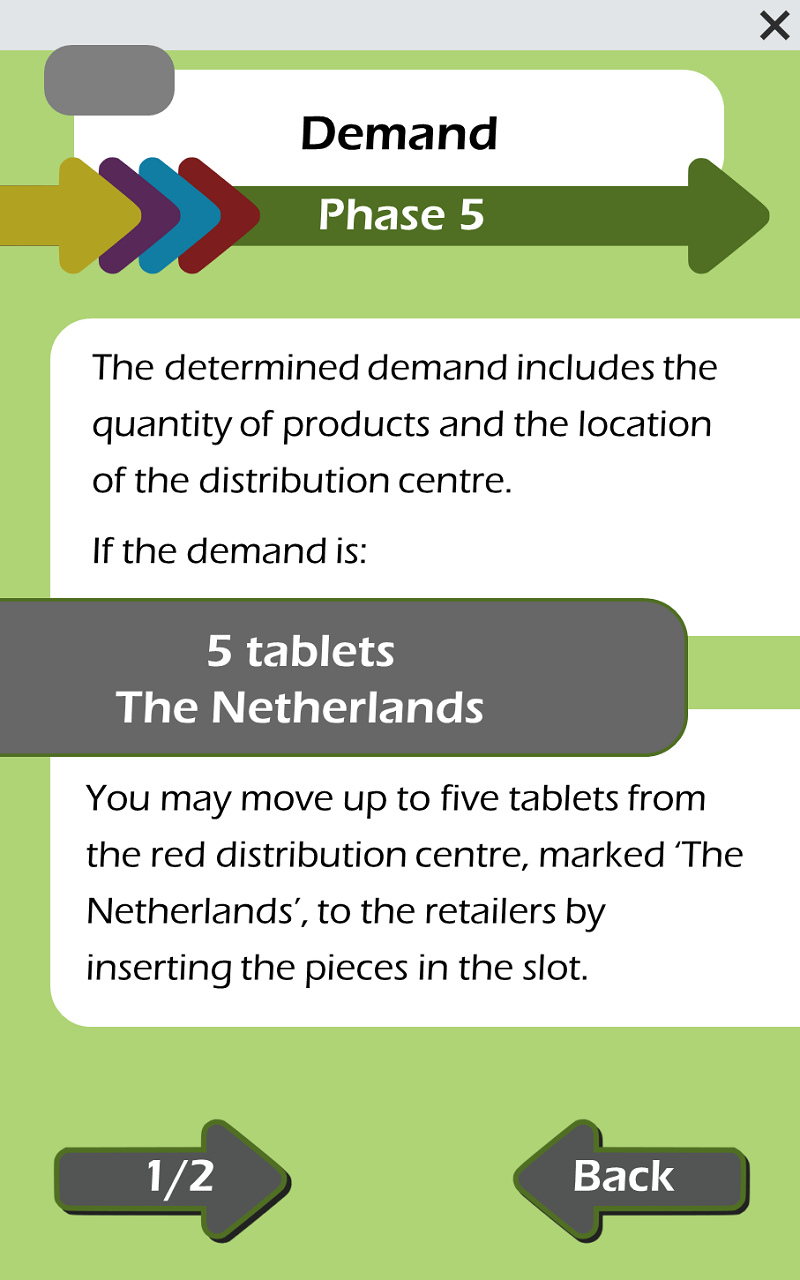 Demand
Phase 5
The determined demand includes the
quantity of products and the location
of the distribution centre.
If the demand is:
5 tablets
The Netherlands
You may move up to five tablets from
the red distribution centre, marked ‘The
Netherlands’, to the retailers by
inserting the pieces in the slot.
1/2
Back